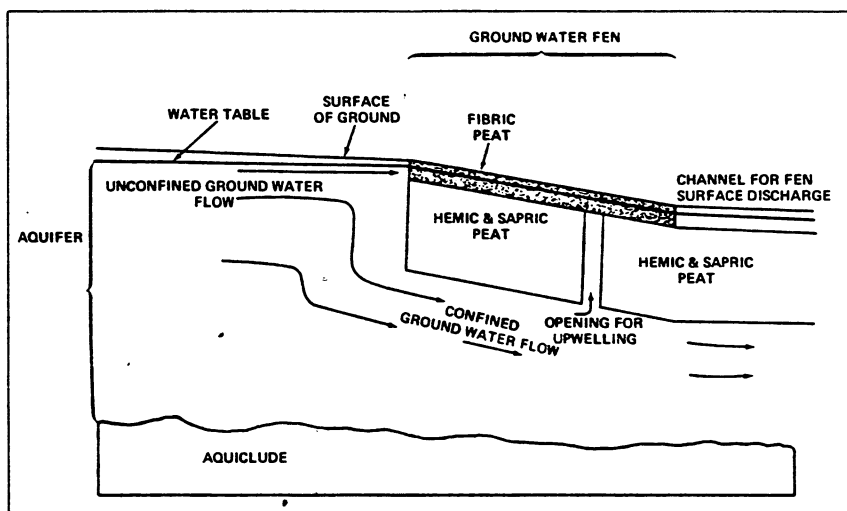 GROUND WATER FEN
WATER TABLE
SURFACE
OF GROUND
FIBRIC
PEAT
UNCONFINED GROUND WATER
FLOW
CHANNEL FOR FEN
SURFACE DISCHARGE
AQUIFER
HEMIC & SAPRIC
PEAT
HEMIC & SAPRIC
PEAT
CONFINED
GROUND WATER FLOW
OPENING FOR
UPWELLING
AQUICLUDE